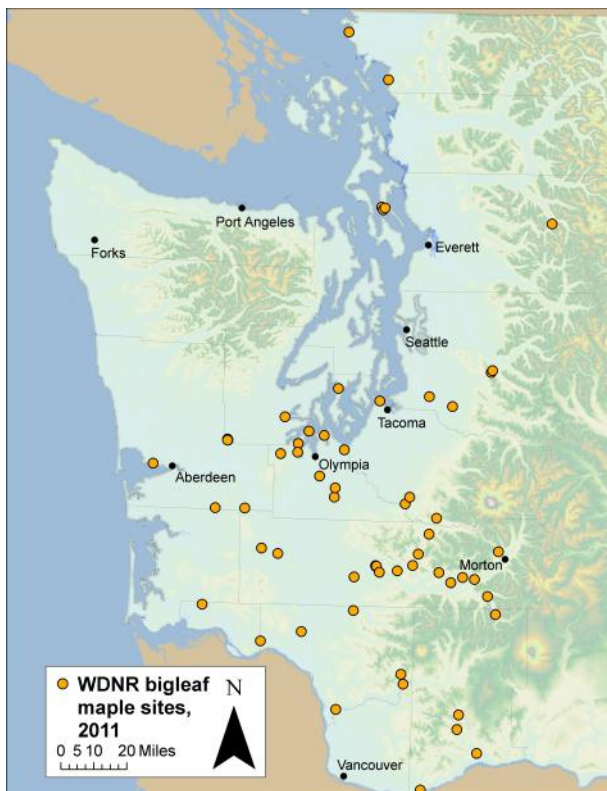 Port Angeles
Forks
Everett
Seattle
Tacoma
Olympia
Aberdeen
Morton
WDNR bigleaf N
maple sites,
2011
0 5 10 20 Miles
Vancouver